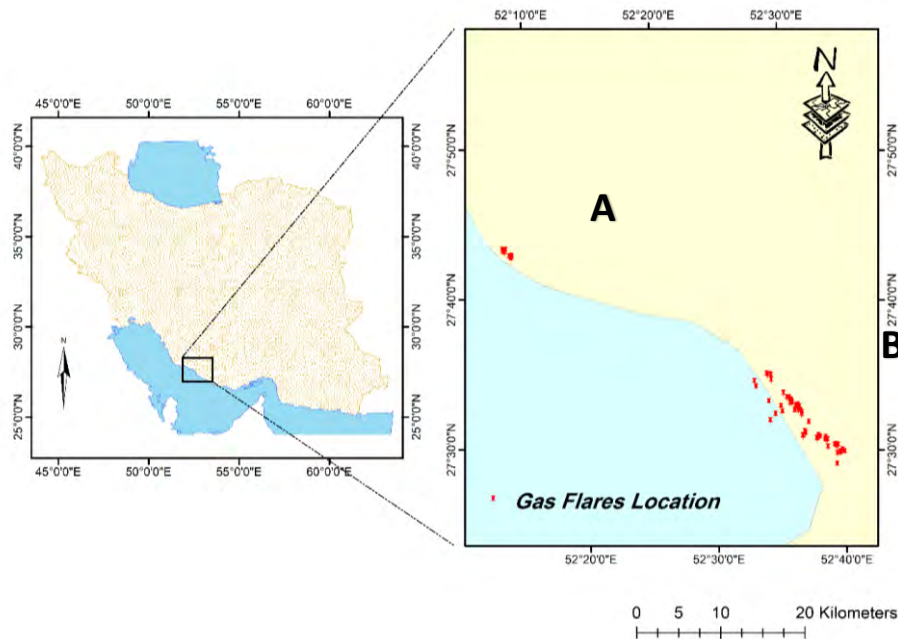 52°10'0"E 52°20'0"E 52°30'0"E
N
45°0'0"E 50°0'0"E 55°0'0"E 60°0'0"E
40°0'0"N 40°0'0"N
35°0'0"N 35°0'0"N
30°0'0"N 30°0'0"N
25°0'0"N 25°0'0"N
N
45°0'0"E 50°0'0"E 55°0'0"E 60°0'0"E
27°50'0"N 27°50'0"N
A
27°40'0"N 27°40'0"N
B
27°30'0"N 27°30'0"N
Gas Flares Location
52°20'0"E 52°30'0"E 52°40'0"E
0 5 10 20 Kilometers